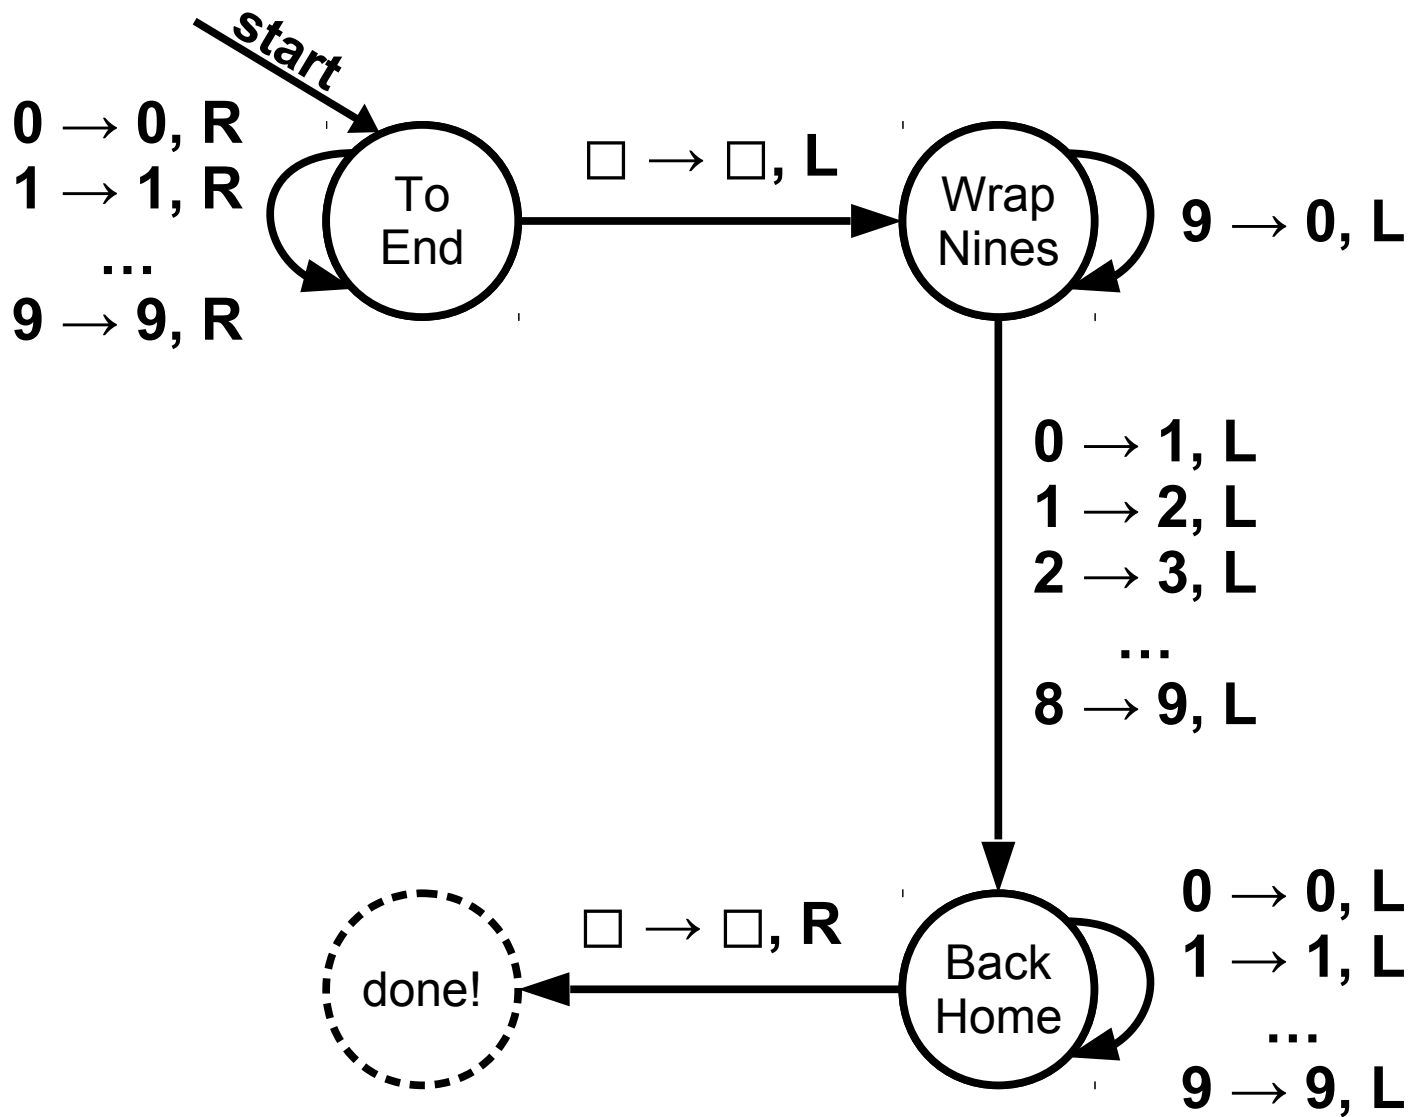 start
0 → 0, R
1 → 1, R
…
9 → 9, R
To
End
□ → □, L
Wrap
Nines
9 → 0, L
0 → 1, L
1 → 2, L
2 → 3, L
…
8 → 9, L
done!
□ → □, R
Back
Home
0 → 0, L
1 → 1, L
…
9 → 9, L